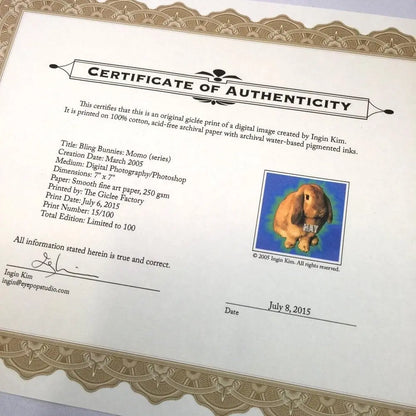 CERTIFICATE OF AUTHENTICITY
This certifies that this is an original giclée print of a digital image created by Ingin Kim.
It is printed on 100% cotton, acid-free archival paper with archival water-based pigmented inks.
Title: Bling Bunnies: Momo (series)
Creation Date: March 2005
Medium: Digital Photography/Photoshop
Dimensions: 7" x 7"
Paper: Smooth fine art paper, 250 gam
Printed by: The Giclee Factory
Print Date: July 6, 2015
Print Number: 15/100
Total Edition: Limited to 100
PAY
© 2005 Ingin Kim. All rights reserved.
All information stated herein is true and correct.
Ingin Kim
ingin@eyepopstudio.com
July 8, 2015
Date